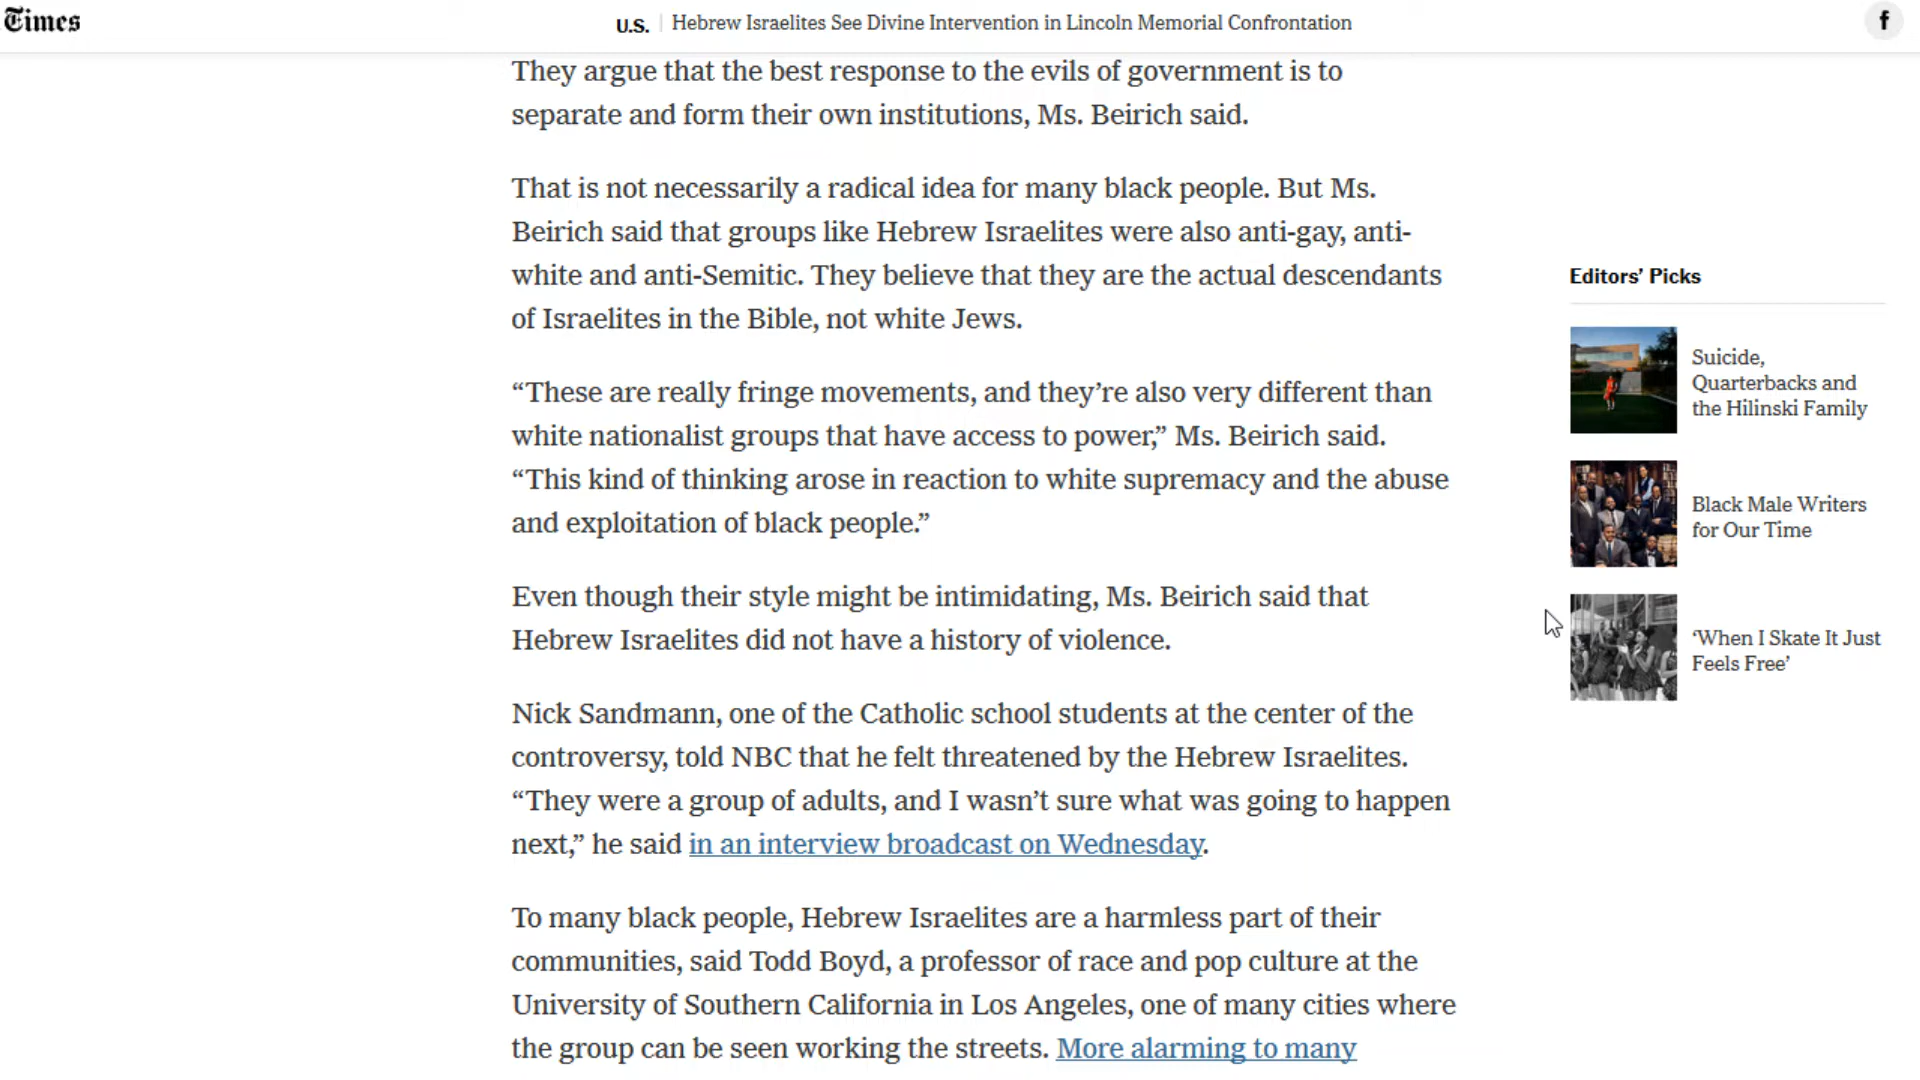 Times
U.S. | Hebrew Israelites See Divine Intervention in Lincoln Memorial Confrontation
f
They argue that the best response to the evils of government is to
separate and form their own institutions, Ms. Beirich said.
That is not necessarily a radical idea for many black people. But Ms.
Beirich said that groups like Hebrew Israelites were also anti-gay, anti-
white and anti-Semitic. They believe that they are the actual descendants
of Israelites in the Bible, not white Jews.
“These are really fringe movements, and they’re also very different than
white nationalist groups that have access to power,” Ms. Beirich said.
“This kind of thinking arose in reaction to white supremacy and the abuse
and exploitation of black people.”
Even though their style might be intimidating, Ms. Beirich said that
Hebrew Israelites did not have a history of violence.
Nick Sandmann, one of the Catholic school students at the center of the
controversy, told NBC that he felt threatened by the Hebrew Israelites.
“They were a group of adults, and I wasn’t sure what was going to happen
next,” he said in an interview broadcast on Wednesday.
To many black people, Hebrew Israelites are a harmless part of their
communities, said Todd Boyd, a professor of race and pop culture at the
University of Southern California in Los Angeles, one of many cities where
the group can be seen working the streets. More alarming to many
Editors’ Picks
Suicide,
Quarterbacks and
the Hilinski Family
Black Male Writers
for Our Time
‘When I Skate It Just
Feels Free’